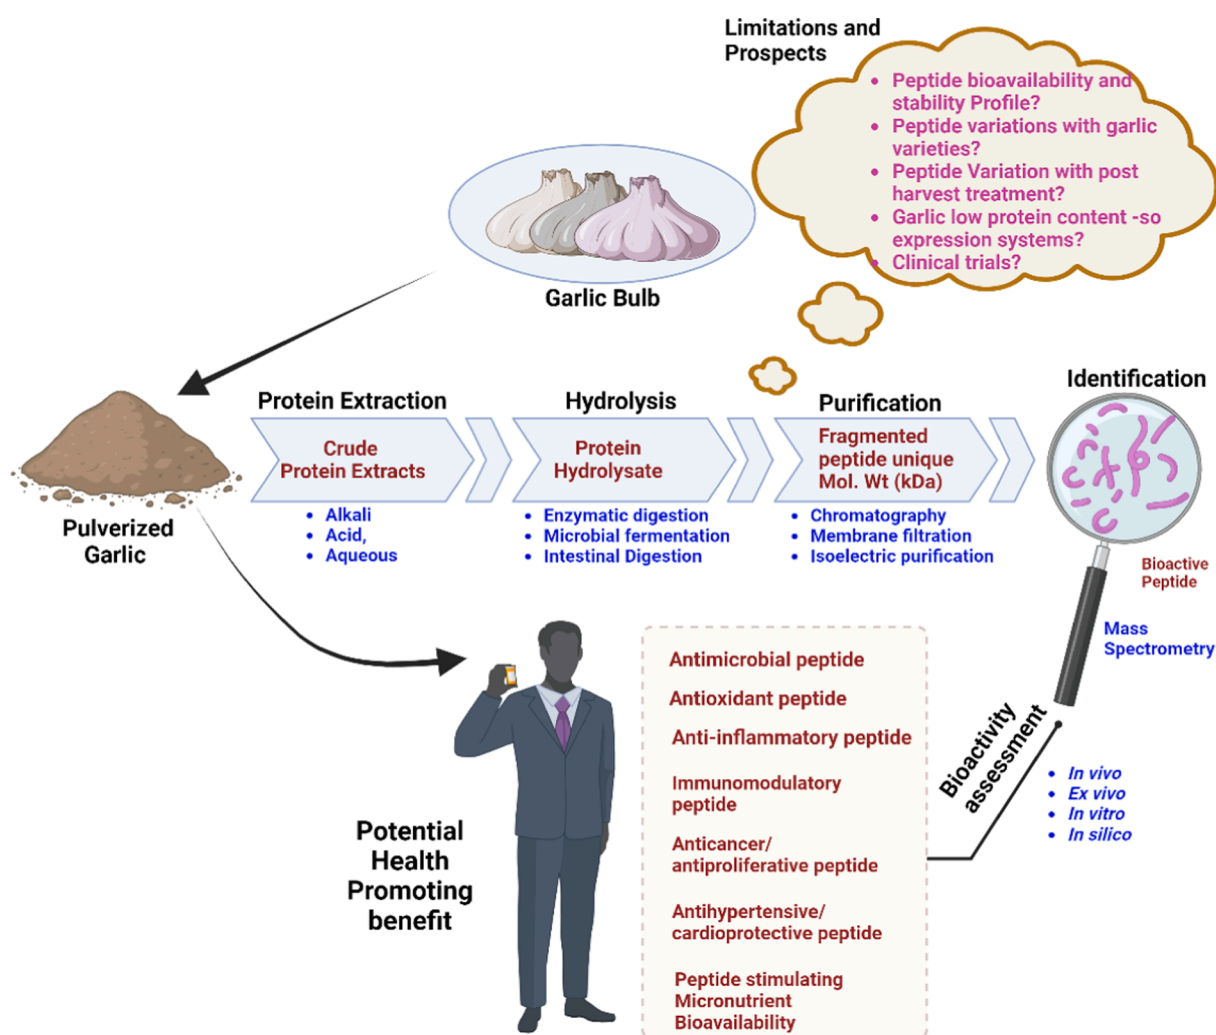 Limitations and
Prospects
• Peptide bioavailability and
stability Profile?
• Peptide variations with garlic
varieties?
• Peptide Variation with post
harvest treatment?
• Garlic low protein content -so
expression systems?
• Clinical trials?
Garlic Bulb
Pulverized
Garlic
Protein Extraction
Crude
Protein Extracts
• Alkali
• Acid,
• Aqueous
Hydrolysis
Protein
Hydrolysate
• Enzymatic digestion
• Microbial fermentation
• Intestinal Digestion
Purification
Fragmented
peptide unique
Mol. Wt (kDa)
• Chromatography
• Membrane filtration
• Isoelectric purification
Identification
Bioactive
Peptide
Mass
Spectrometry
Bioactivity
assessment
• In vivo
• Ex vivo
• In vitro
• In silico
Potential
Health
Promoting
benefit
Antimicrobial peptide
Antioxidant peptide
Anti-inflammatory peptide
Immunomodulatory
peptide
Anticancer/
antiproliferative peptide
Antihypertensive/
cardioprotective peptide
Peptide stimulating
Micronutrient
Bioavailability